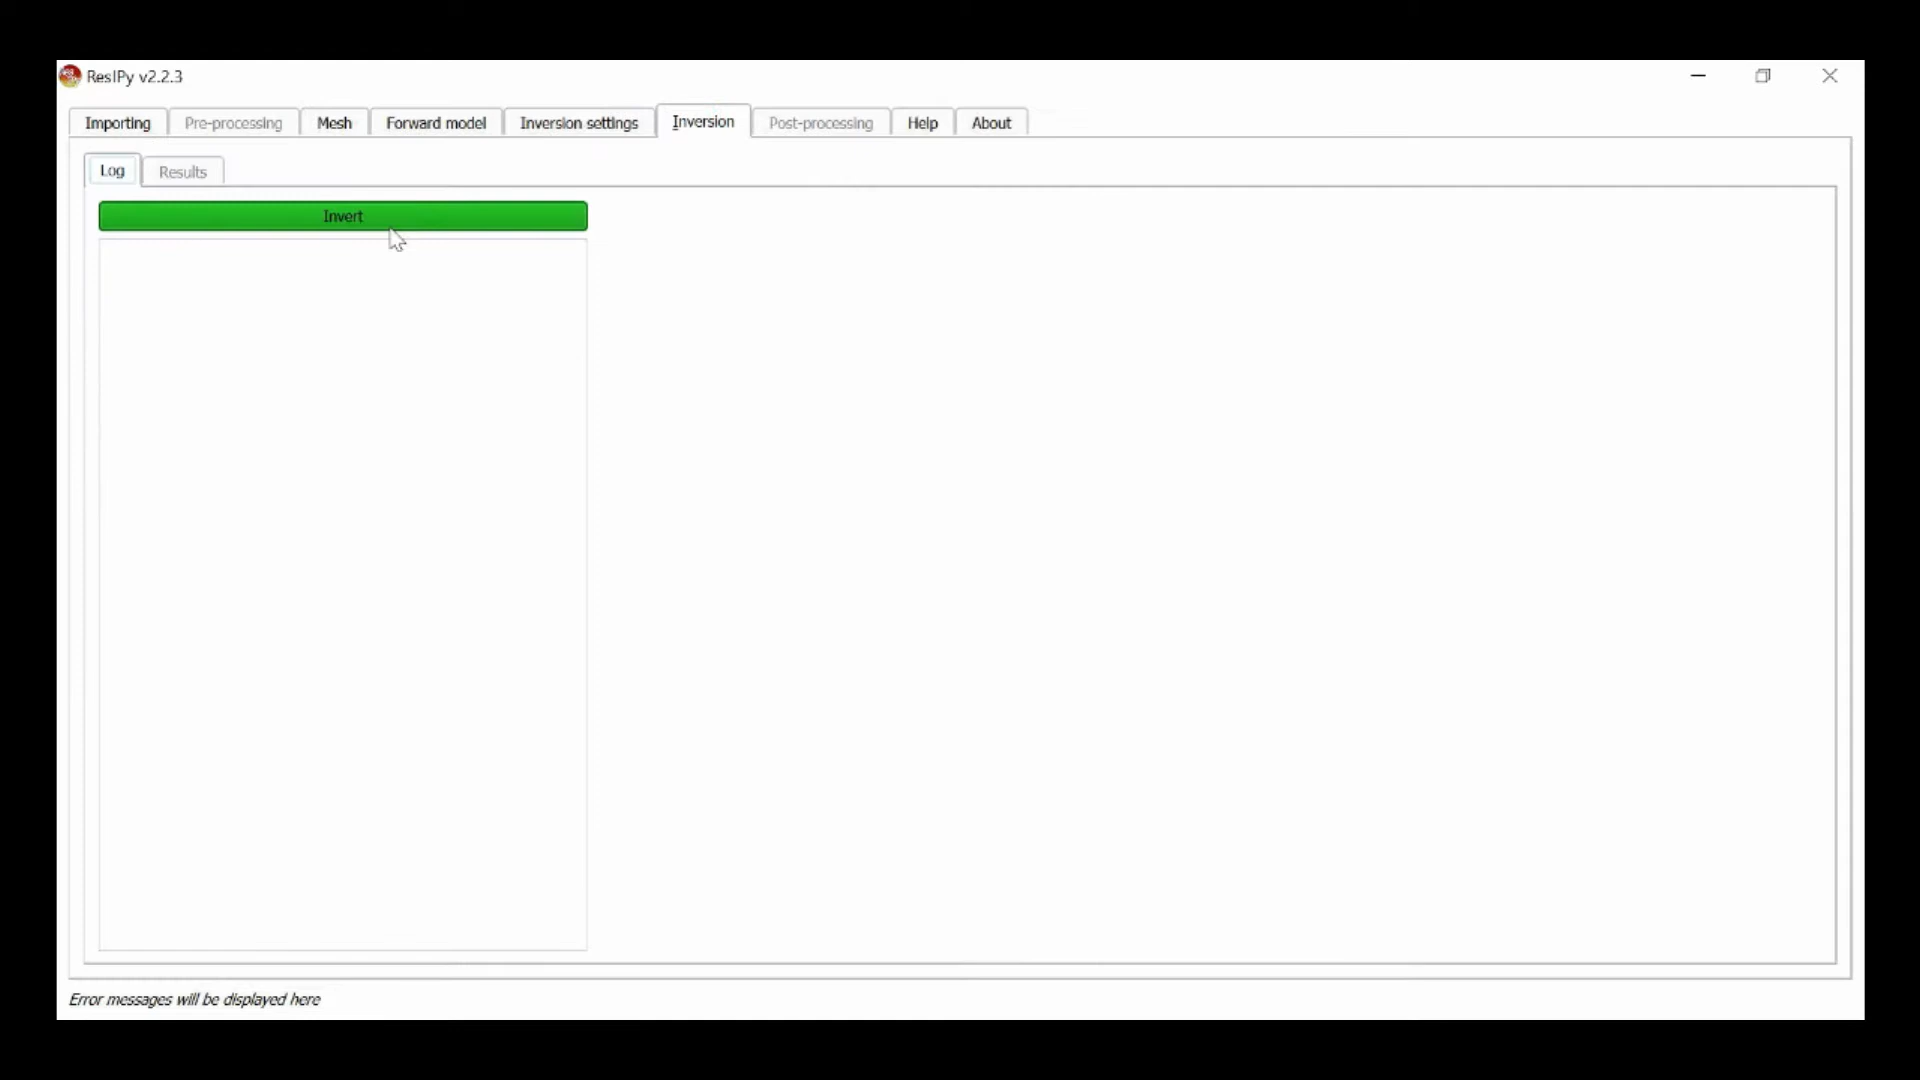 ResIPy v2.2.3
Importing Pre-processing Mesh Forward model Inversion settings Inversion Post-processing Help About
Log Results
Invert
Error messages will be displayed here